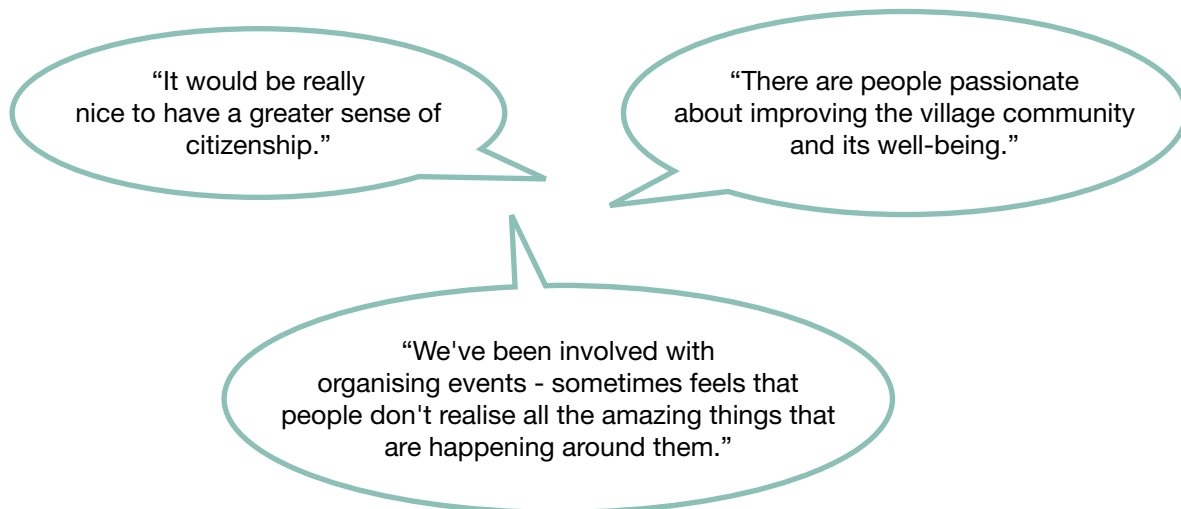 “It would be really
nice to have a greater sense of
citizenship.”
“There are people passionate
about improving the village community
and its well-being.”
“We've been involved with
organising events - sometimes feels that
people don't realise all the amazing things that
are happening around them.”